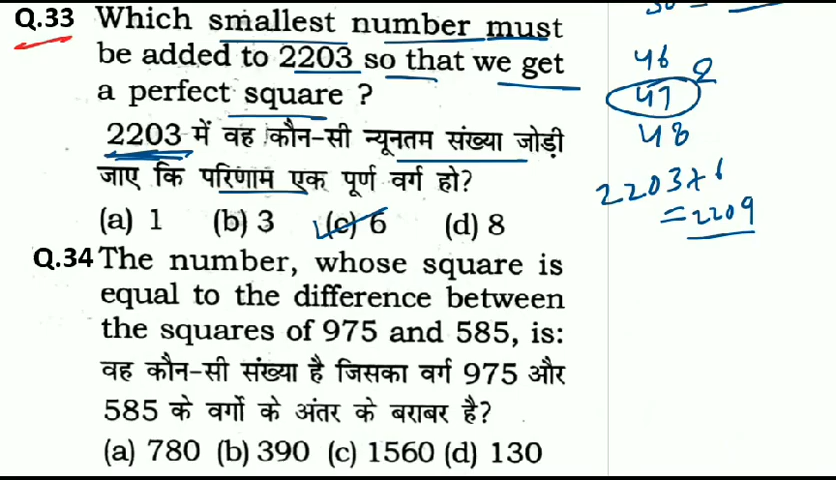 Q.33 Which smallest number must
be added to 2203 so that we get
a perfect square ?
2203 में वह कौन-सी न्यूनतम संख्या जोड़ी
जाए कि परिणाम एक पूर्ण वर्ग हो?
(a) 1 (b) 3 (c) 6 (d) 8
Q.34 The number, whose square is
equal to the difference between
the squares of 975 and 585, is:
वह कौन-सी संख्या है जिसका वर्ग 975 और
585 के वर्गों के अंतर के बराबर है?
(a) 780 (b) 390 (c) 1560 (d) 130
46
47 2
48
2203+6
=2209